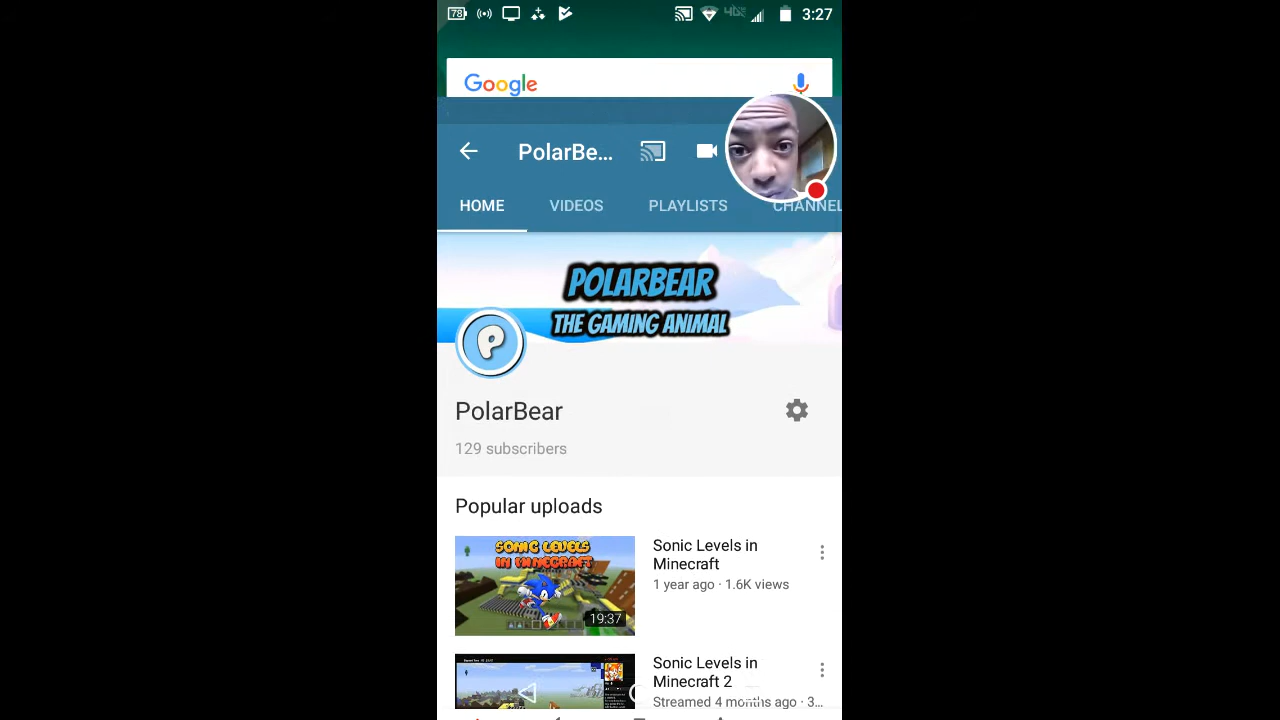 78 3:27
Google
PolarBe...
HOME VIDEOS PLAYLISTS CHANNEL
POLARBEAR
THE GAMING ANIMAL
P
PolarBear
129 subscribers
Popular uploads
SONIC LEVELS
IN MINECRAFT
19:37
Sonic Levels in
Minecraft
1 year ago · 1.6K views
Sonic Levels in
Minecraft 2
Streamed 4 months ago · 3...